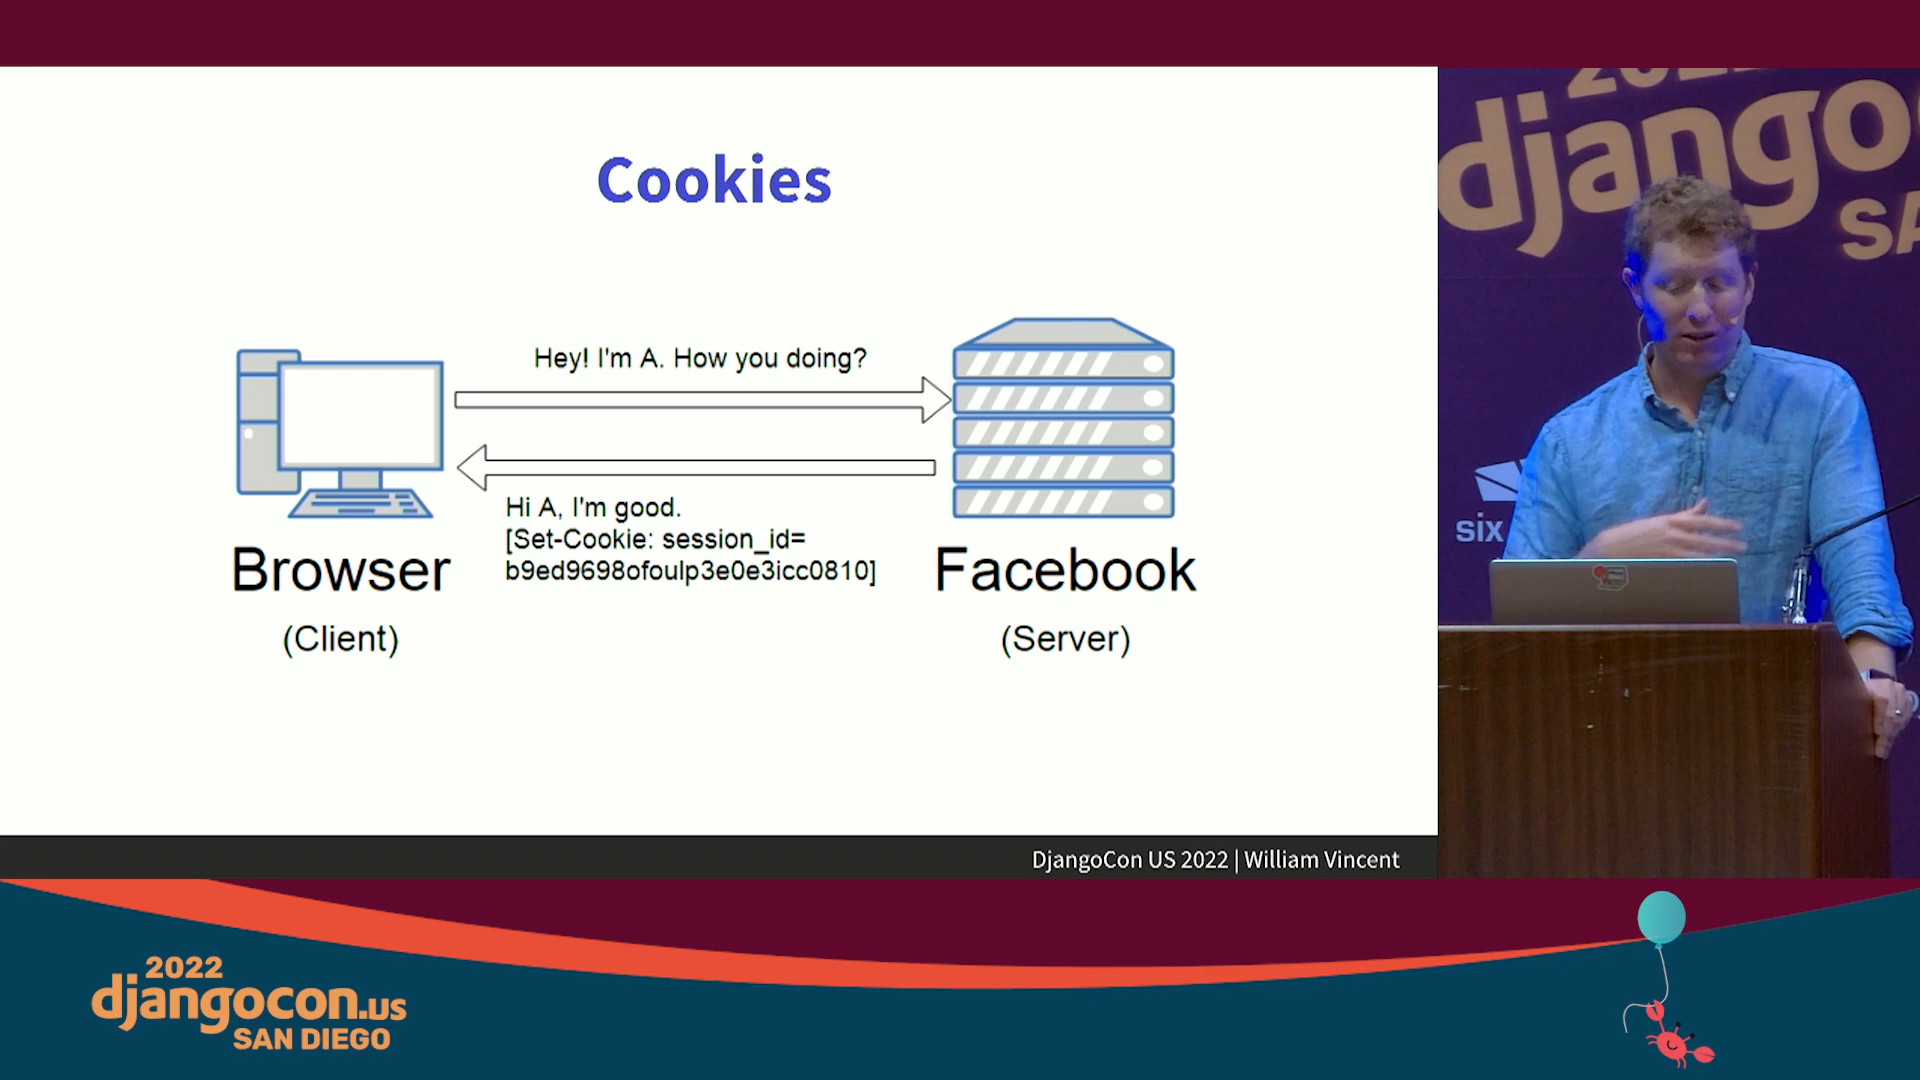 Cookies
Hey! I'm A. How you doing?
Hi A, I'm good.
[Set-Cookie: session_id=
b9ed9698ofoulp3e0e3icc0810]
Browser
(Client)
Facebook
(Server)
DjangoCon US 2022 | William Vincent
2022
djangocon.us
SAN DIEGO
2022
django
SA
six